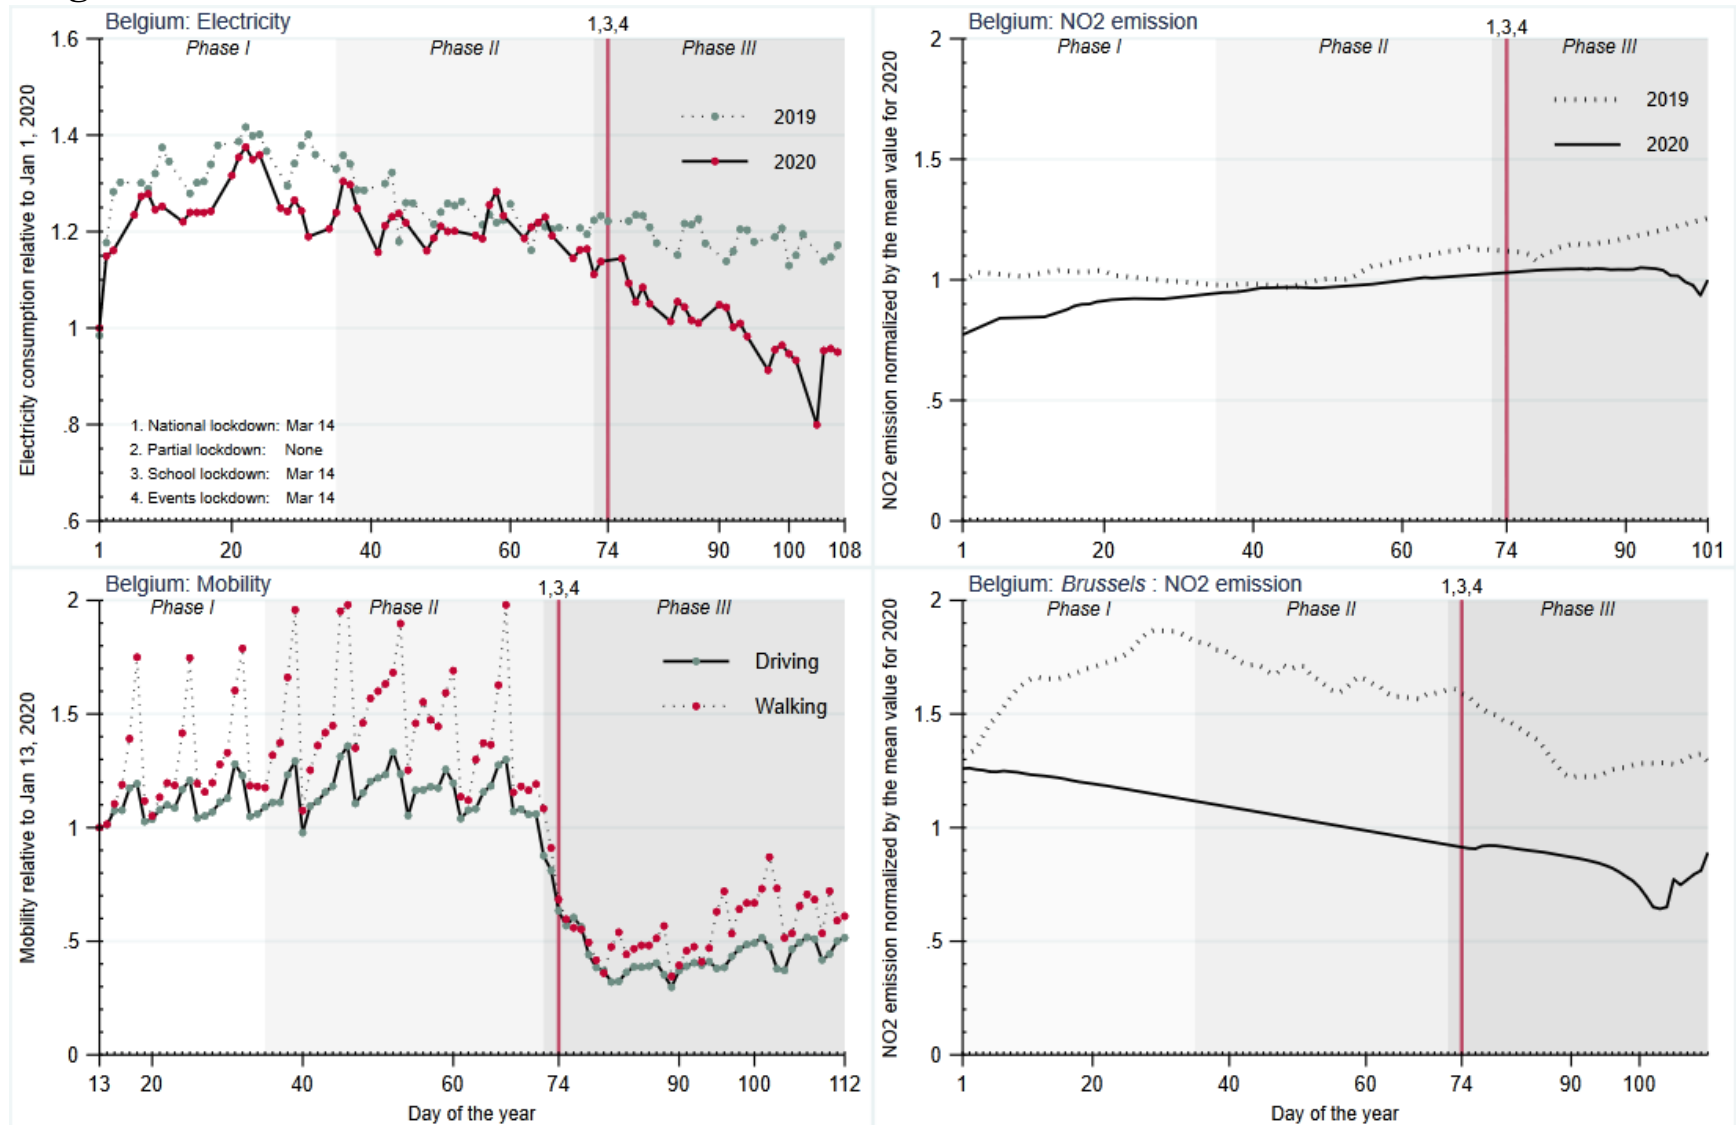 Belgium: Electricity
1,3,4
Phase I
Phase II
Phase III
2019
2020
1. National lockdown: Mar 14
2. Partial lockdown: None
3. School lockdown: Mar 14
4. Events lockdown: Mar 14
Electricity consumption relative to Jan 1, 2020
1.6
1.4
1.2
1
.8
.6
1 20 40 60 74 90 100 108
Belgium: NO2 emission
1,3,4
Phase I
Phase II
Phase III
2019
2020
NO2 emission normalized by the mean value for 2020
2
1.5
1
.5
0
1 20 40 60 74 90 101
Belgium: Mobility
1,3,4
Phase I
Phase II
Phase III
Driving
Walking
Mobility relative to Jan 13, 2020
2
1.5
1
.5
0
13 20 40 60 74 90 100 112
Day of the year
Belgium: Brussels : NO2 emission
1,3,4
Phase I
Phase II
Phase III
NO2 emission normalized by the mean value for 2020
2
1.5
1
.5
0
1 20 40 60 74 90 100
Day of the year